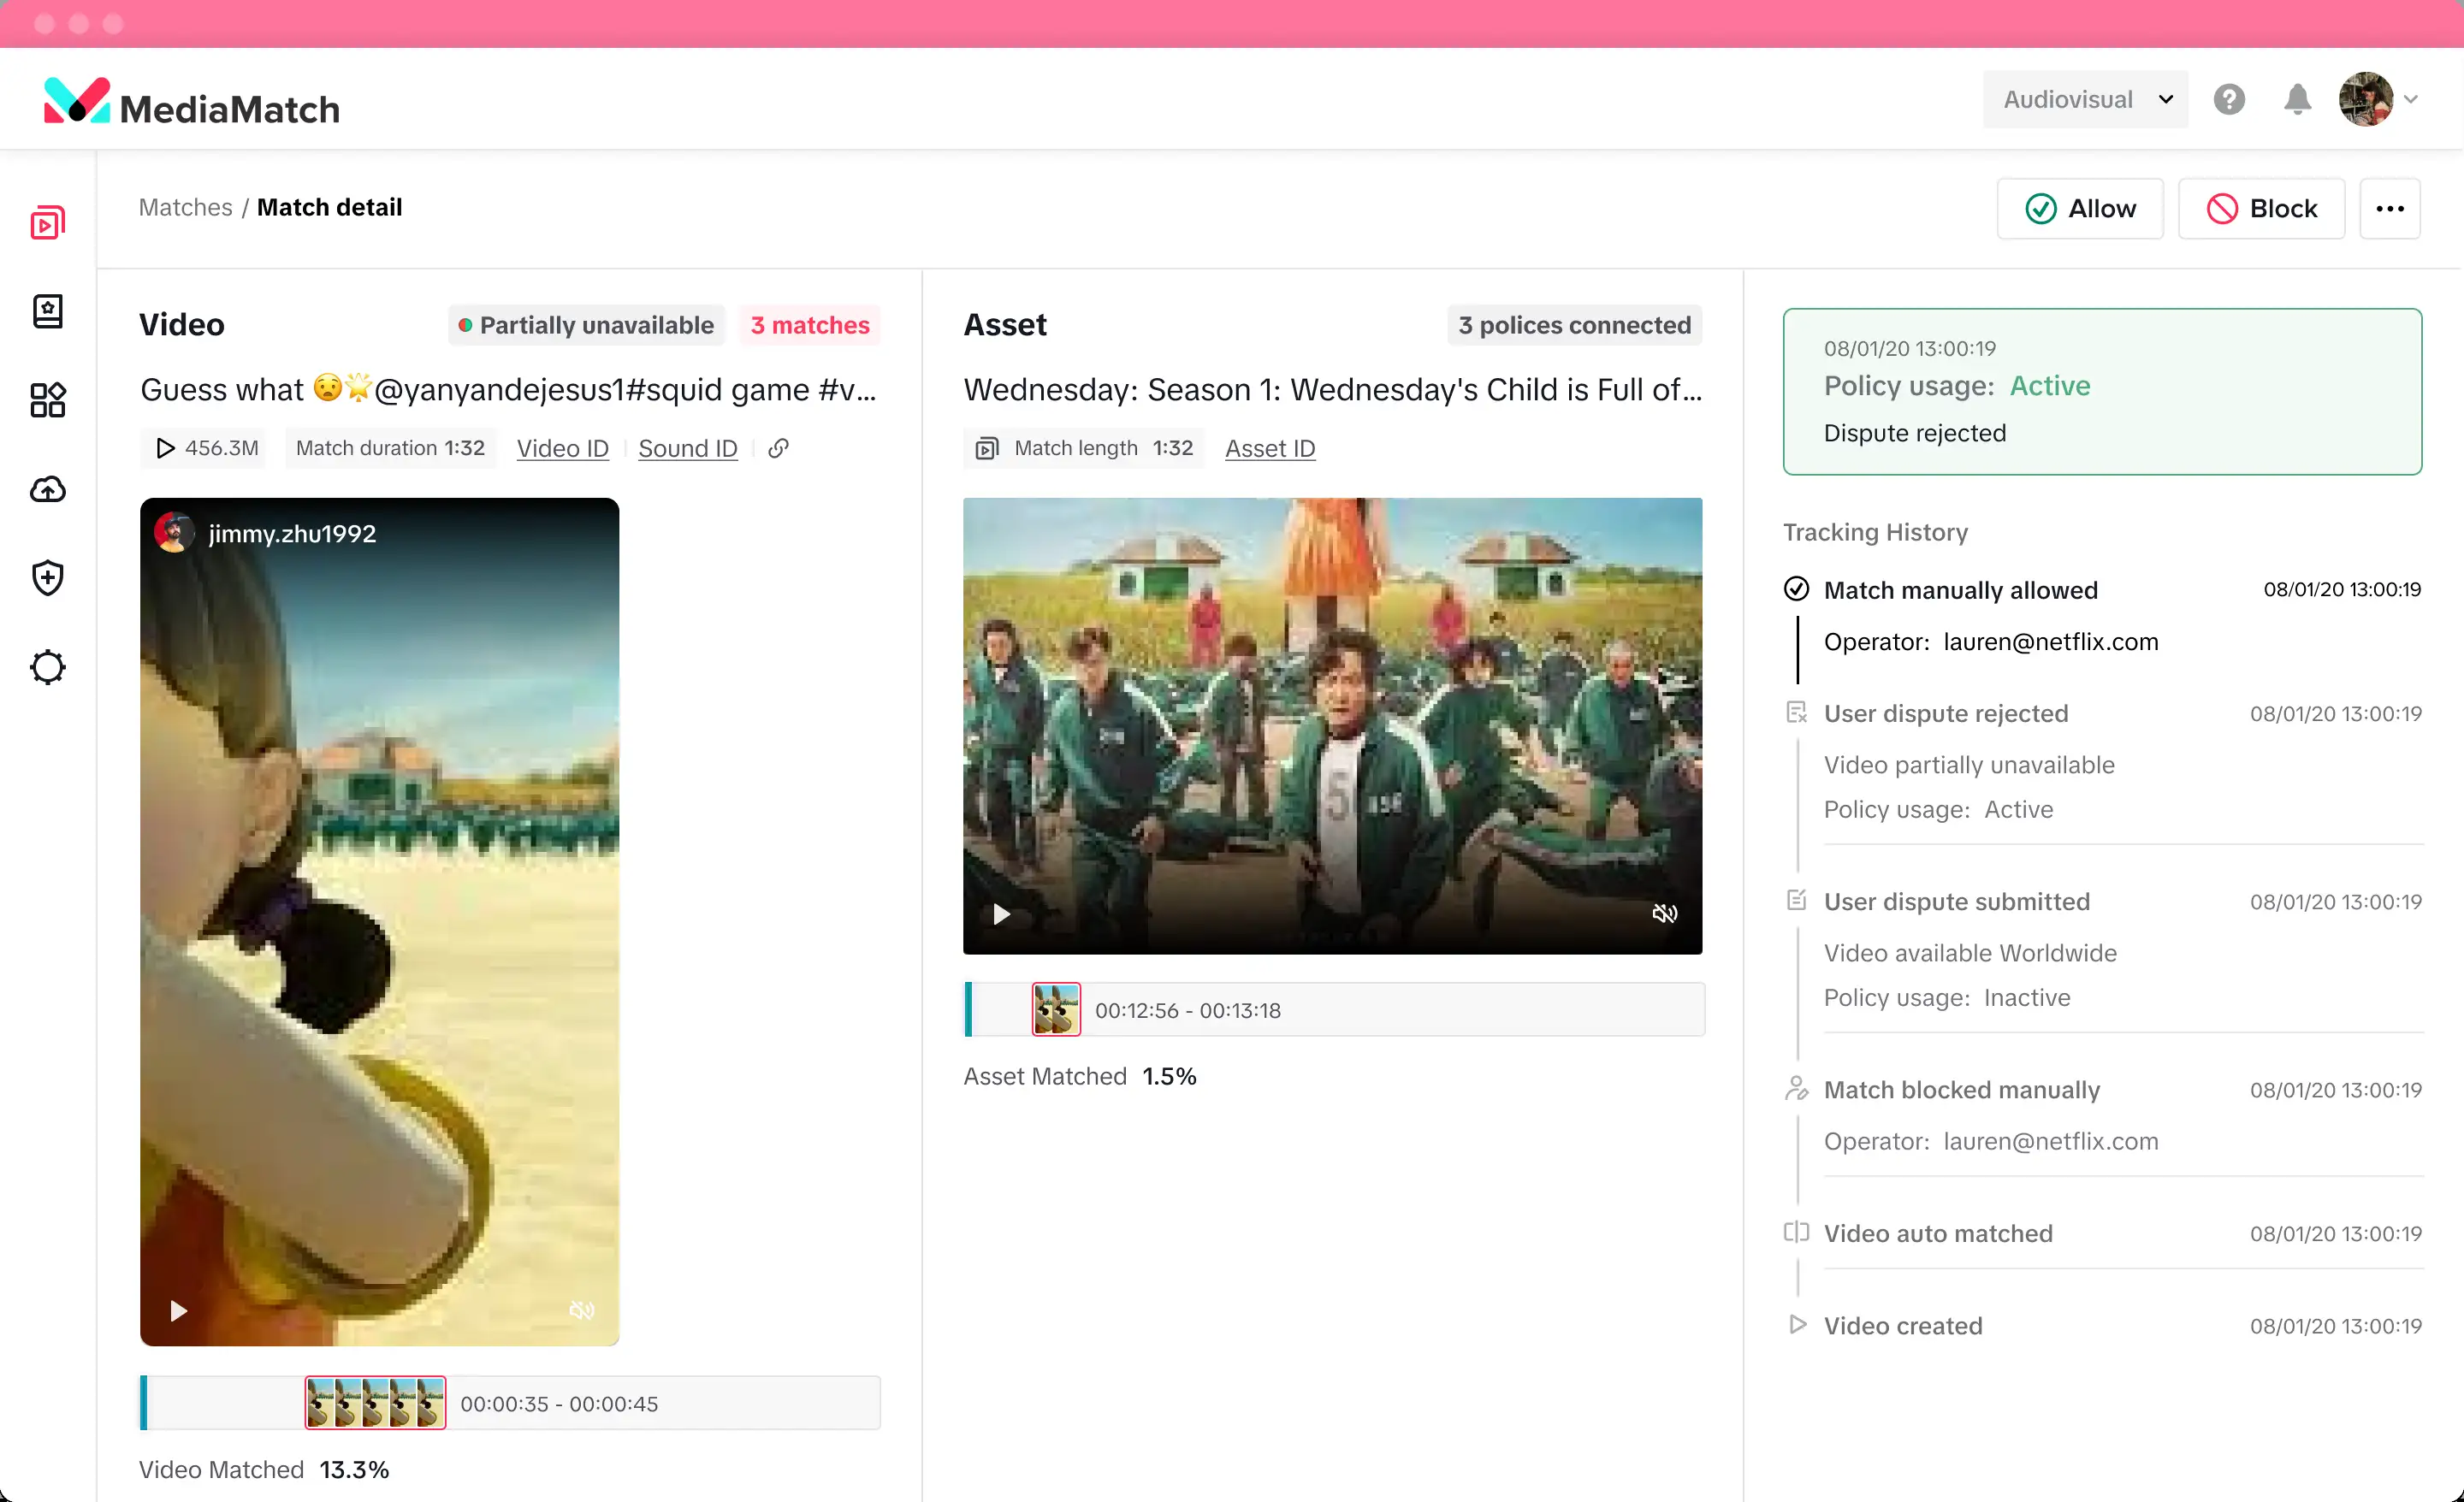 MediaMatch
Audiovisual
Matches / Match detail
Allow
Block
Video
Partially unavailable
3 matches
Guess what 😧🌟@yanyandejesus1#squid game #v...
456.3M
Match duration 1:32
Video ID
Sound ID
jimmy.zhu1992
00:00:35 - 00:00:45
Video Matched 13.3%
Asset
3 polices connected
Wednesday: Season 1: Wednesday's Child is Full of...
Match length 1:32
Asset ID
00:12:56 - 00:13:18
Asset Matched 1.5%
08/01/20 13:00:19
Policy usage: Active
Dispute rejected
Tracking History
Match manually allowed 08/01/20 13:00:19
Operator: lauren@netflix.com
User dispute rejected 08/01/20 13:00:19
Video partially unavailable
Policy usage: Active
User dispute submitted 08/01/20 13:00:19
Video available Worldwide
Policy usage: Inactive
Match blocked manually 08/01/20 13:00:19
Operator: lauren@netflix.com
Video auto matched 08/01/20 13:00:19
Video created 08/01/20 13:00:19